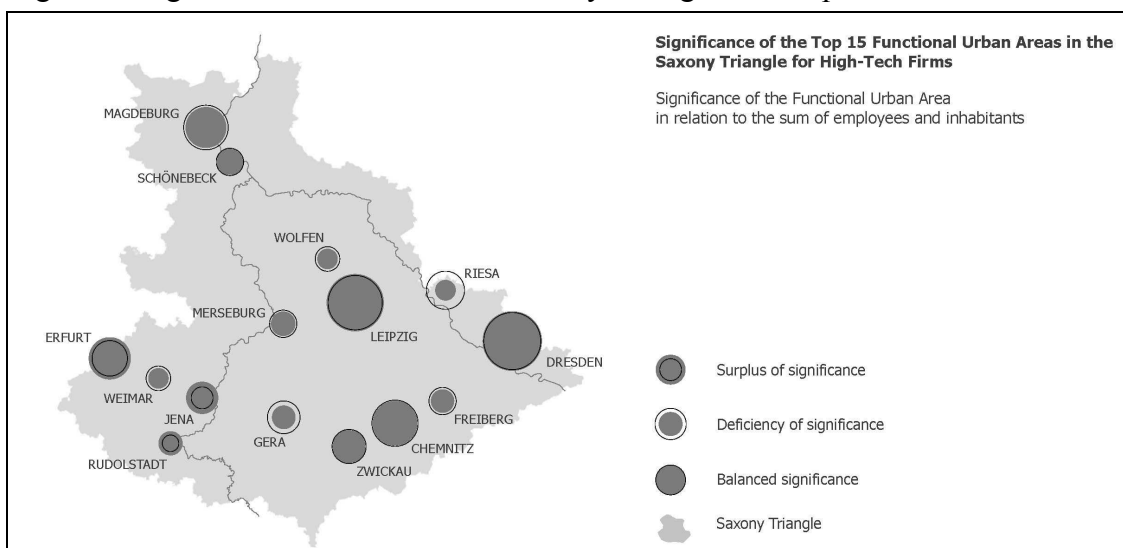 Significance of the Top 15 Functional Urban Areas in the
Saxony Triangle for High-Tech Firms
Significance of the Functional Urban Area
in relation to the sum of employees and inhabitants
MAGDEBURG
SCHÖNEBECK
WOLFEN
RIESA
MERSEBURG
LEIPZIG
ERFURT
DRESDEN
WEIMAR
JENA
FREIBERG
GERA
CHEMNITZ
RUDOLSTADT
ZWICKAU
Surplus of significance
Deficiency of significance
Balanced significance
Saxony Triangle